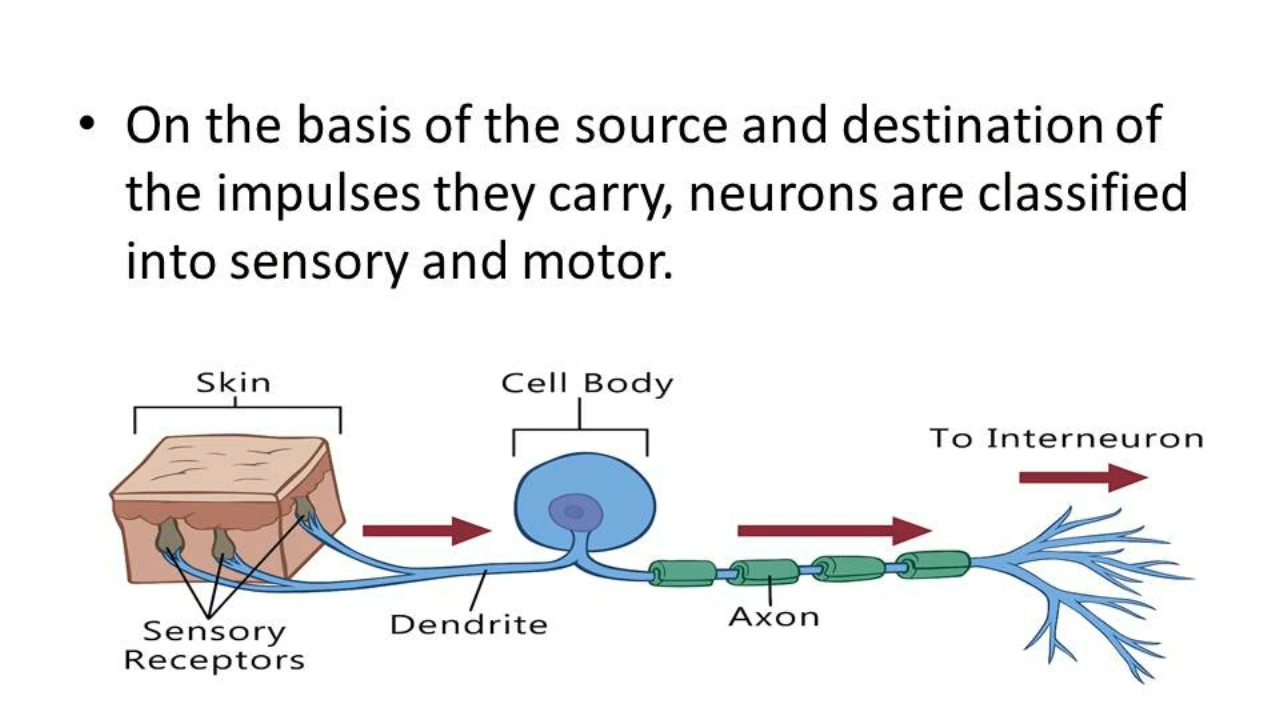 • On the basis of the source and destination of
the impulses they carry, neurons are classified
into sensory and motor.
Skin
Cell Body
To Interneuron
Sensory
Receptors
Dendrite
Axon